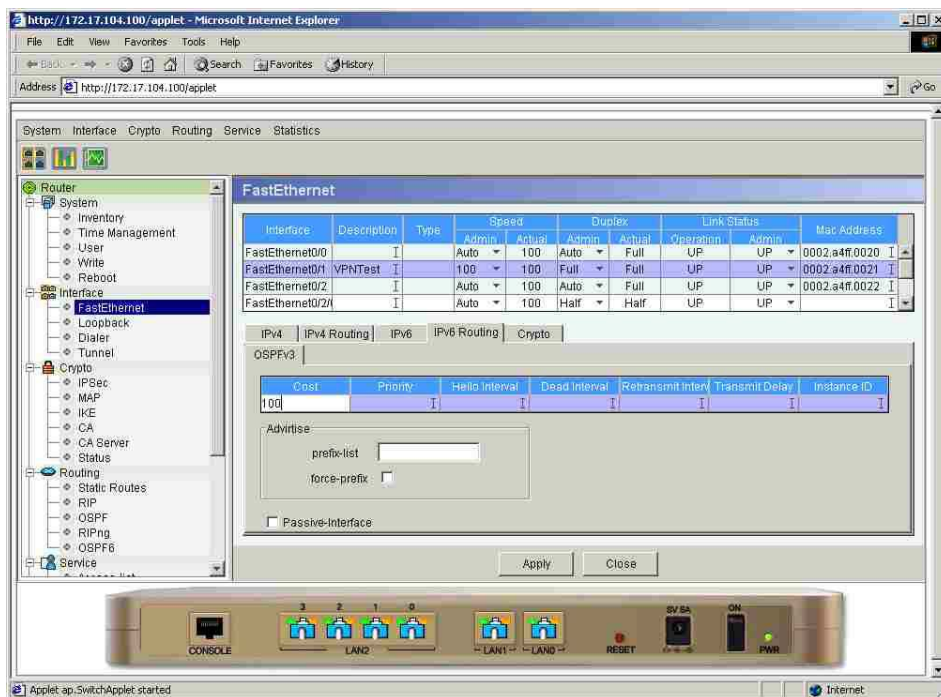 http://172.17.104.100/applet - Microsoft Internet Explorer
File Edit View Favorites Tools Help
Back Search Favorites History
Address http://172.17.104.100/applet Go
System Interface Crypto Routing Service Statistics
Router
System
Inventory
Time Management
User
Write
Reboot
Interface
FastEthernet
Loopback
Dialer
Tunnel
Crypto
IPSec
MAP
IKE
CA
CA Server
Status
Routing
Static Routes
RIP
OSPF
RIPng
OSPF6
Service
FastEthernet
Interface Description Type Speed Duplex Link Status Mac Address
Admin Actual Admin Actual Operation Admin
FastEthernet0/0 Auto 100 Auto Full UP UP 0002.a4ff.0020
FastEthernet0/1 VPNTest 100 100 Full Full UP UP 0002.a4ff.0021
FastEthernet0/2 Auto 100 Auto Full UP UP 0002.a4ff.0022
FastEthernet0/2/ Auto 100 Half Half UP UP
IPv4 IPv4 Routing IPv6 IPv6 Routing Crypto
OSPFv3
Cost Priority Hello Interval Dead Interval Retransmit Interv Transmit Delay Instance ID
100
Advirtise
prefix-list
force-prefix
Passive-Interface
Apply Close
3 2 1 0
CONSOLE LAN2 LAN1 LAN0 RESET 5V 5A ON PWR
Applet ap.SwitchApplet started Internet